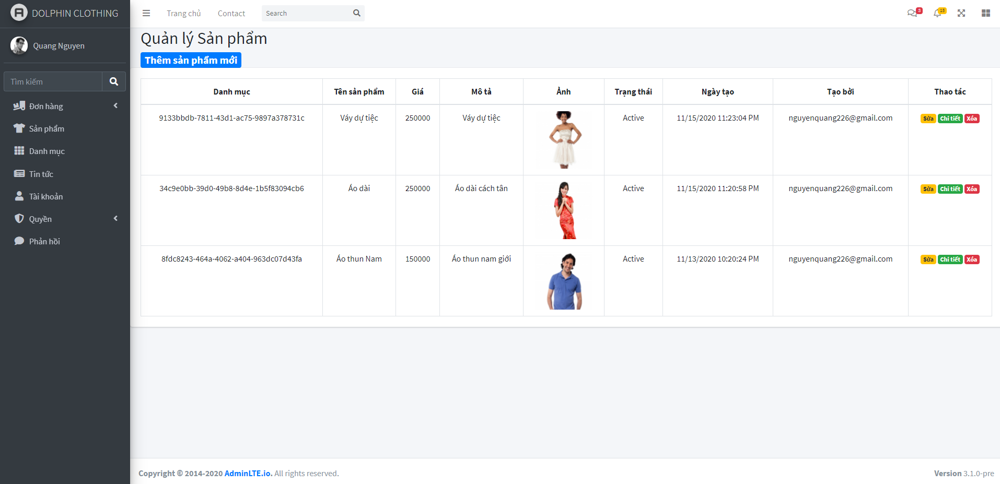 DOLPHIN CLOTHING
Trang chủ
Contact
Search
3
15
Quang Nguyen
Tìm kiếm
Đơn hàng
Sản phẩm
Danh mục
Tin tức
Tài khoản
Quyền
Phản hồi
Quản lý Sản phẩm
Thêm sản phẩm mới
Danh mục Tên sản phẩm Giá Mô tả Ảnh Trạng thái Ngày tạo Tạo bởi Thao tác
9133bbdb-7811-43d1-ac75-9897a378731c Váy dự tiệc 250000 Váy dự tiệc Active 11/15/2020 11:23:04 PM nguyenquang226@gmail.com Sửa Chi tiết Xóa
34c9e0bb-39d0-49b8-8d4e-1b5f83094cb6 Áo dài 250000 Áo dài cách tân Active 11/15/2020 11:20:58 PM nguyenquang226@gmail.com Sửa Chi tiết Xóa
8fdc8243-464a-4062-a404-963dc07d43fa Áo thun Nam 150000 Áo thun nam giới Active 11/13/2020 10:20:24 PM nguyenquang226@gmail.com Sửa Chi tiết Xóa
Copyright © 2014-2020 AdminLTE.io. All rights reserved.
Version 3.1.0-pre